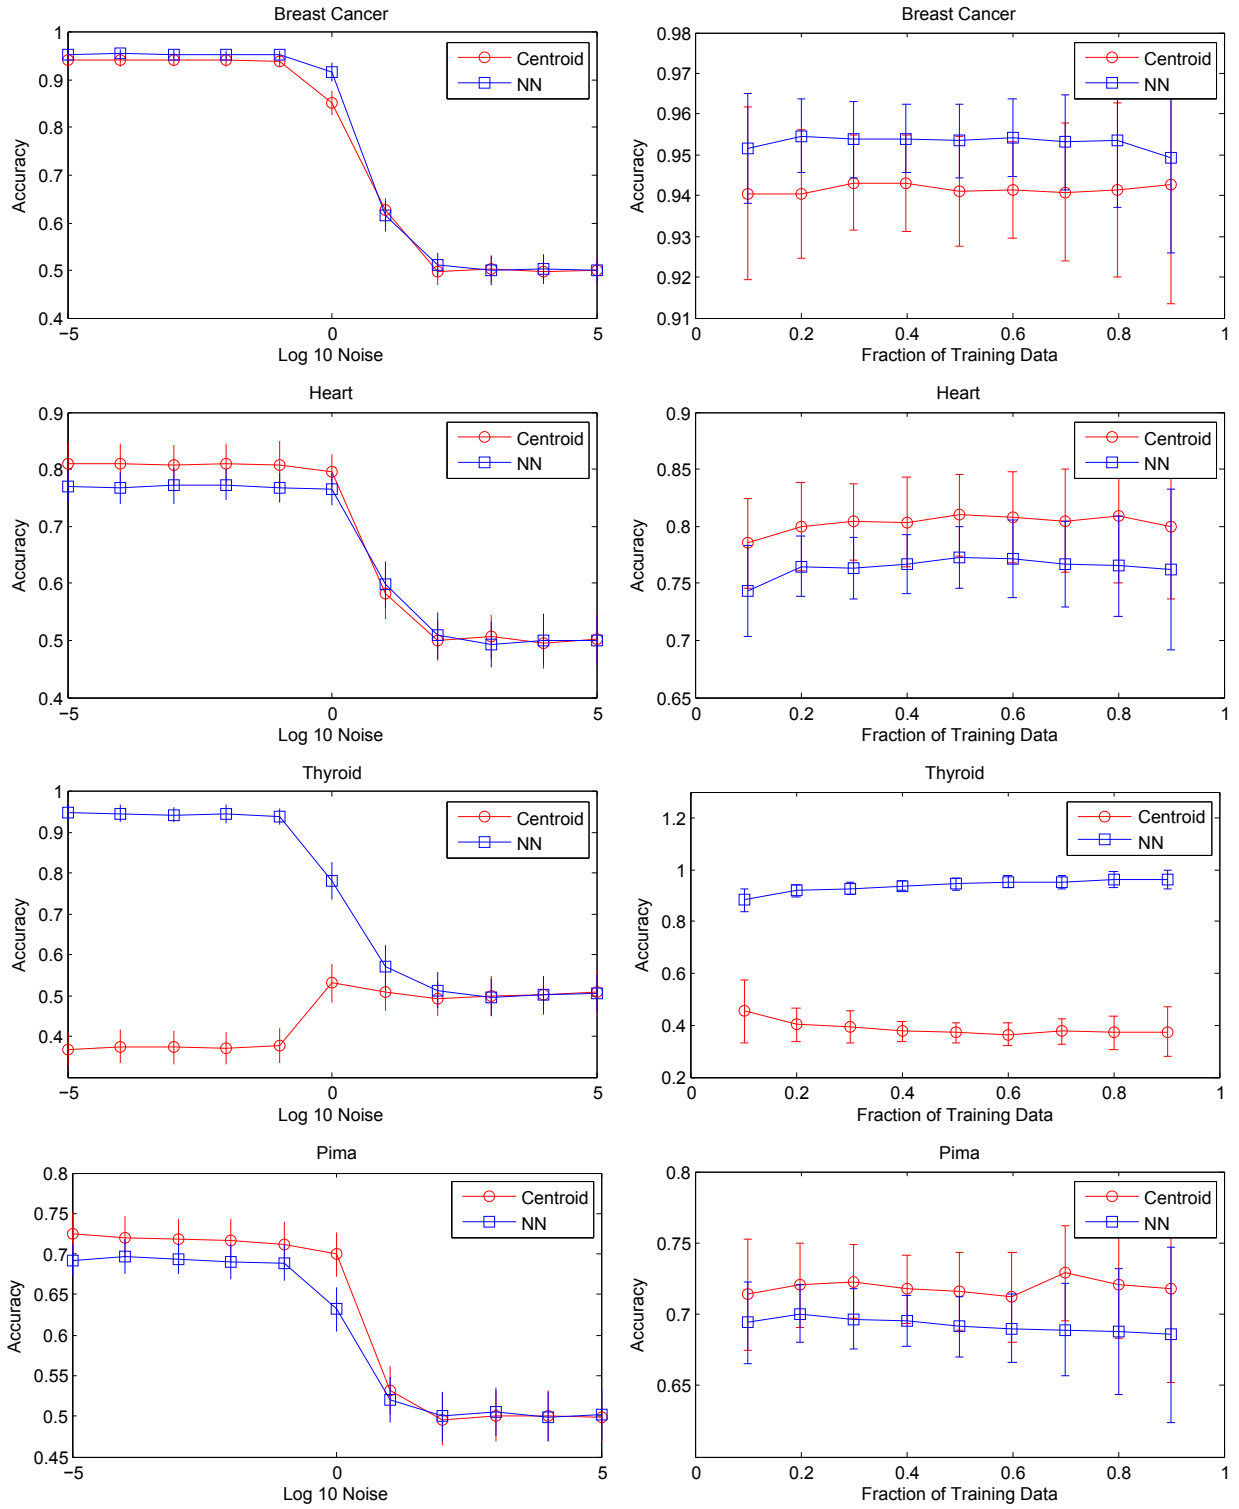 Breast Cancer
1
0.9
0.8
0.7
0.6
0.5
0.4
−5
0
5
Accuracy
Log 10 Noise
Centroid
NN
Breast Cancer
0.98
0.97
0.96
0.95
0.94
0.93
0.92
0.91
0
0.2
0.4
0.6
0.8
1
Accuracy
Fraction of Training Data
Centroid
NN
Heart
0.9
0.8
0.7
0.6
0.5
0.4
−5
0
5
Accuracy
Log 10 Noise
Centroid
NN
Heart
0.9
0.85
0.8
0.75
0.7
0.65
0
0.2
0.4
0.6
0.8
1
Accuracy
Fraction of Training Data
Centroid
NN
Thyroid
1
0.9
0.8
0.7
0.6
0.5
0.4
−5
0
5
Accuracy
Log 10 Noise
Centroid
NN
Thyroid
1.2
1
0.8
0.6
0.4
0.2
0
0.2
0.4
0.6
0.8
1
Accuracy
Fraction of Training Data
Centroid
NN
Pima
0.8
0.75
0.7
0.65
0.6
0.55
0.5
0.45
−5
0
5
Accuracy
Log 10 Noise
Centroid
NN
Pima
0.8
0.75
0.7
0.65
0
0.2
0.4
0.6
0.8
1
Accuracy
Fraction of Training Data
Centroid
NN